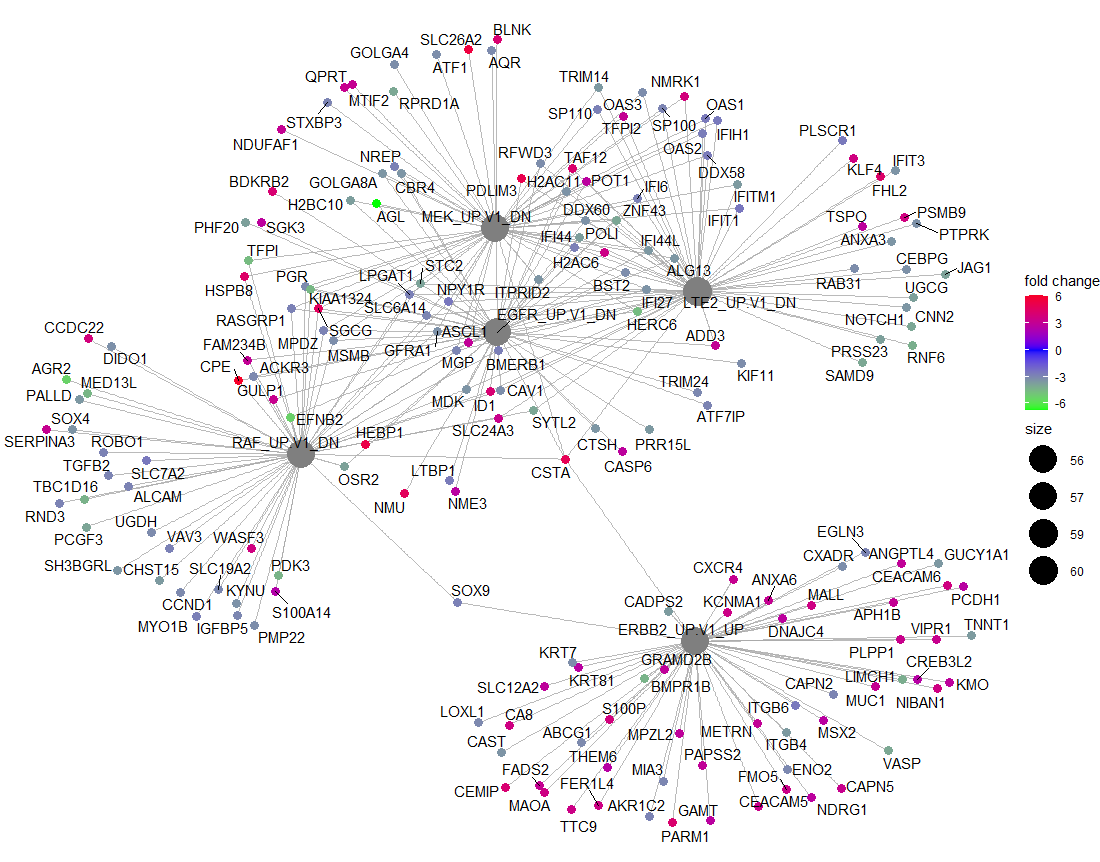 BLNK
SLC26A2
GOLGA4
ATF1
AQR
QPRT
MTIF2
RPRD1A
TRIM14
NMRK1
STXBP3
SP110
OAS3
OAS1
TFPI2
SP100
IFIH1
PLSCR1
NDUFAF1
NREP
RFWD3
TAF12
OAS2
DDX58
KLF4
IFIT3
FHL2
BDKRB2
GOLGA8A
CBR4
PDLIM3
H2AC11
POT1
IFI6
IFITM1
H2BC10
AGL
MEK_UP.V1_DN
DDX60
ZNF43
IFIT1
TSPO
PSMB9
PTPRK
PHF20
SGK3
IFI44
POLI
IFI44L
ANXA3
TFPI
H2AC6
ALG13
CEBPG
JAG1
HSPB8
PGR
LPGAT1
STC2
NPY1R
ITPRID2
BST2
RAB31
UGCG
KIAA1324
SLC6A14
IFI27
LTE2_UP.V1_DN
RASGRP1
SGCG
ASCL1
EGFR_UP.V1_DN
HERC6
NOTCH1
CNN2
CCDC22
FAM234B
MPDZ
MSMB
GFRA1
ADD3
PRSS23
RNF6
DIDO1
CPE
ACKR3
MGP
BMERB1
KIF11
SAMD9
AGR2
MED13L
GULP1
TRIM24
PALLD
MDK
ID1
CAV1
ATF7IP
SOX4
EFNB2
SYTL2
SERPINA3
ROBO1
RAF_UP.V1_DN
HEBP1
SLC24A3
CTSH
PRR15L
TGFB2
SLC7A2
CASP6
TBC1D16
ALCAM
OSR2
LTBP1
CSTA
RND3
NMU
NME3
PCGF3
UGDH
VAV3
WASF3
SH3BGRL
CHST15
SLC19A2
PDK3
KYNU
CCND1
S100A14
MYO1B
IGFBP5
PMP22
SOX9
EGLN3
CXADR
ANGPTL4
GUCY1A1
CXCR4
ANXA6
CEACAM6
CADPS2
KCNMA1
MALL
PCDH1
APH1B
ERBB2_UP.V1_UP
DNAJC4
VIPR1
TNNT1
PLPP1
KRT7
GRAMD2B
CREB3L2
KRT81
BMPR1B
CAPN2
LIMCH1
KMO
SLC12A2
MUC1
NIBAN1
LOXL1
CA8
S100P
ITGB6
CAST
ABCG1
MPZL2
METRN
MSX2
ITGB4
THEM6
PAPSS2
VASP
FADS2
MIA3
ENO2
CEMIP
FER1L4
FMO5
CAPN5
MAOA
AKR1C2
CEACAM5
NDRG1
TTC9
GAMT
PARM1
fold change
6
3
0
-3
-6
size
56
57
59
60